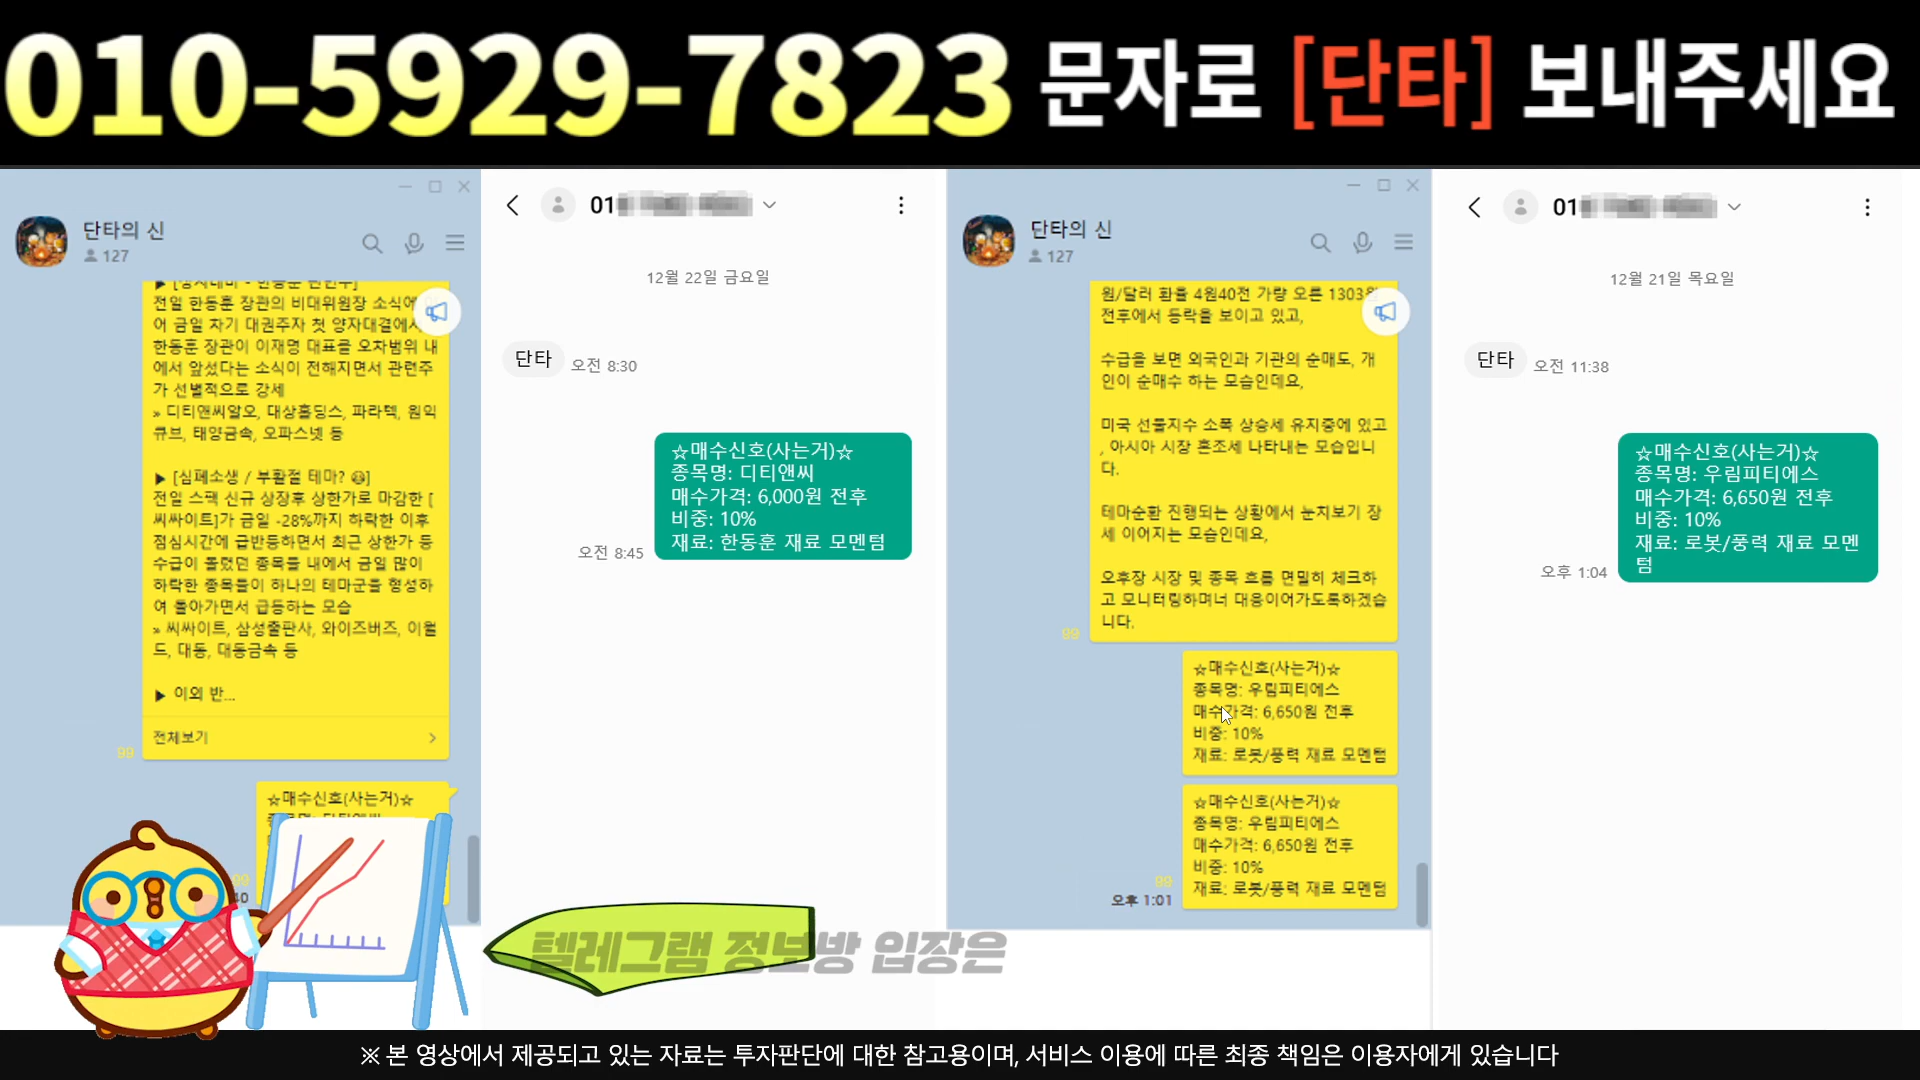 010-5929-7823 문자로 [단타] 보내주세요
단타의 신
127
전일 한동훈 장관의 비대위원장 소식에
어 금일 차기 대권주자 첫 양자대결에서
한동훈 장관이 이재명 대표를 오차범위 내
에서 앞섰다는 소식이 전해지면서 관련주
가 선별적으로 강세
» 디티앤씨알오, 대상홀딩스, 파라텍, 원익
큐브, 태양금속, 오파스넷 등
▶ [심폐소생 / 부활절 테마? 😆]
전일 스팩 신규 상장후 상한가로 마감한 [
씨싸이트]가 금일 -28%까지 하락한 이후
점심시간에 급반등하면서 최근 상한가 등
수급이 몰렸던 종목들 내에서 금일 많이
하락한 종목들이 하나의 테마군을 형성하
여 돌아가면서 급등하는 모습
» 씨싸이트, 삼성출판사, 와이즈버즈, 이월
드, 대동, 대동금속 등
▶ 이외 반...
전체보기
99
☆매수신호(사는거)☆
99
40
01
12월 22일 금요일
단타
오전 8:30
☆매수신호(사는거)☆
종목명: 디티앤씨
매수가격: 6,000원 전후
비중: 10%
재료: 한동훈 재료 모멘텀
오전 8:45
텔레그램 정보방 입장은
단타의 신
127
원/달러 환율 4원40전 가량 오른 1303원
전후에서 등락을 보이고 있고,
수급을 보면 외국인과 기관의 순매도, 개
인이 순매수 하는 모습인데요,
미국 선물지수 소폭 상승세 유지중에 있고
, 아시아 시장 혼조세 나타내는 모습입니
다.
테마순환 진행되는 상황에서 눈치보기 장
세 이어지는 모습인데요,
오후장 시장 및 종목 흐름 면밀히 체크하
고 모니터링하며너 대응이어가도록하겠습
니다.
99
☆매수신호(사는거)☆
종목명: 우림피티에스
매수가격: 6,650원 전후
비중: 10%
재료: 로봇/풍력 재료 모멘텀
☆매수신호(사는거)☆
종목명: 우림피티에스
매수가격: 6,650원 전후
비중: 10%
재료: 로봇/풍력 재료 모멘텀
99
오후 1:01
01
12월 21일 목요일
단타
오전 11:38
☆매수신호(사는거)☆
종목명: 우림피티에스
매수가격: 6,650원 전후
비중: 10%
재료: 로봇/풍력 재료 모멘
텀
오후 1:04
※ 본 영상에서 제공되고 있는 자료는 투자판단에 대한 참고용이며, 서비스 이용에 따른 최종 책임은 이용자에게 있습니다